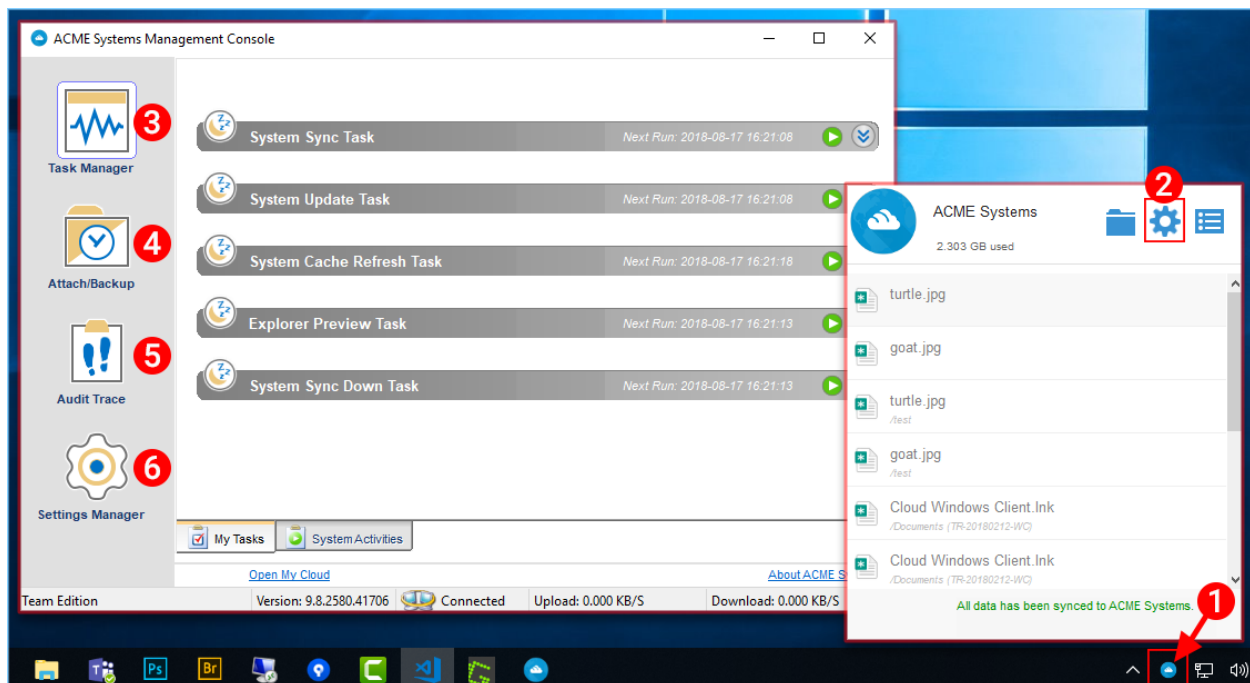 ACME Systems Management Console
3
Task Manager
4
Attach/Backup
5
Audit Trace
6
Settings Manager
System Sync Task
Next Run: 2018-08-17 16:21:08
System Update Task
Next Run: 2018-08-17 16:21:08
System Cache Refresh Task
Next Run: 2018-08-17 16:21:18
Explorer Preview Task
Next Run: 2018-08-17 16:21:13
System Sync Down Task
Next Run: 2018-08-17 16:21:13
My Tasks
System Activities
Open My Cloud
About ACME S
Team Edition
Version: 9.8.2580.41706
Connected
Upload: 0.000 KB/S
Download: 0.000 KB/S
2
ACME Systems
2.303 GB used
turtle.jpg
goat.jpg
turtle.jpg
/test
goat.jpg
/test
Cloud Windows Client.lnk
/Documents (TR-20180212-WC)
Cloud Windows Client.lnk
/Documents (TR-20180212-WC)
All data has been synced to ACME Systems.
1
Ps
Br